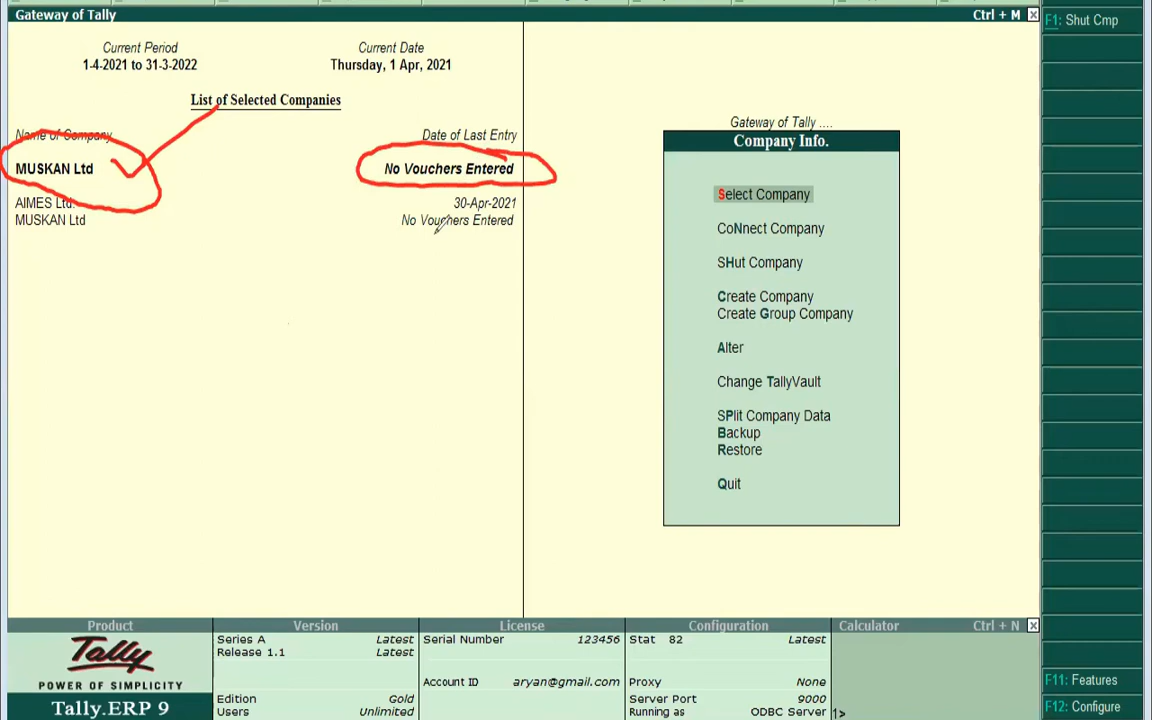 Gateway of Tally
Ctrl + M
x
F1: Shut Cmp
Current Period
Current Date
1-4-2021 to 31-3-2022
Thursday, 1 Apr, 2021
List of Selected Companies
Name of Company
Date of Last Entry
MUSKAN Ltd
No Vouchers Entered
AIMES Ltd.
30-Apr-2021
MUSKAN Ltd
No Vouchers Entered
Gateway of Tally ....
Company Info.
Select Company
CoNnect Company
SHut Company
Create Company
Create Group Company
Alter
Change TallyVault
SPlit Company Data
Backup
Restore
Quit
Product
Version
License
Configuration
Calculator
Ctrl + N
x
Tally
POWER OF SIMPLICITY
Tally.ERP 9
Series A Latest
Release 1.1 Latest
Edition Gold
Users Unlimited
Serial Number 123456
Account ID aryan@gmail.com
Stat 82 Latest
Proxy None
Server Port 9000
Running as ODBC Server
1>
F11: Features
F12: Configure